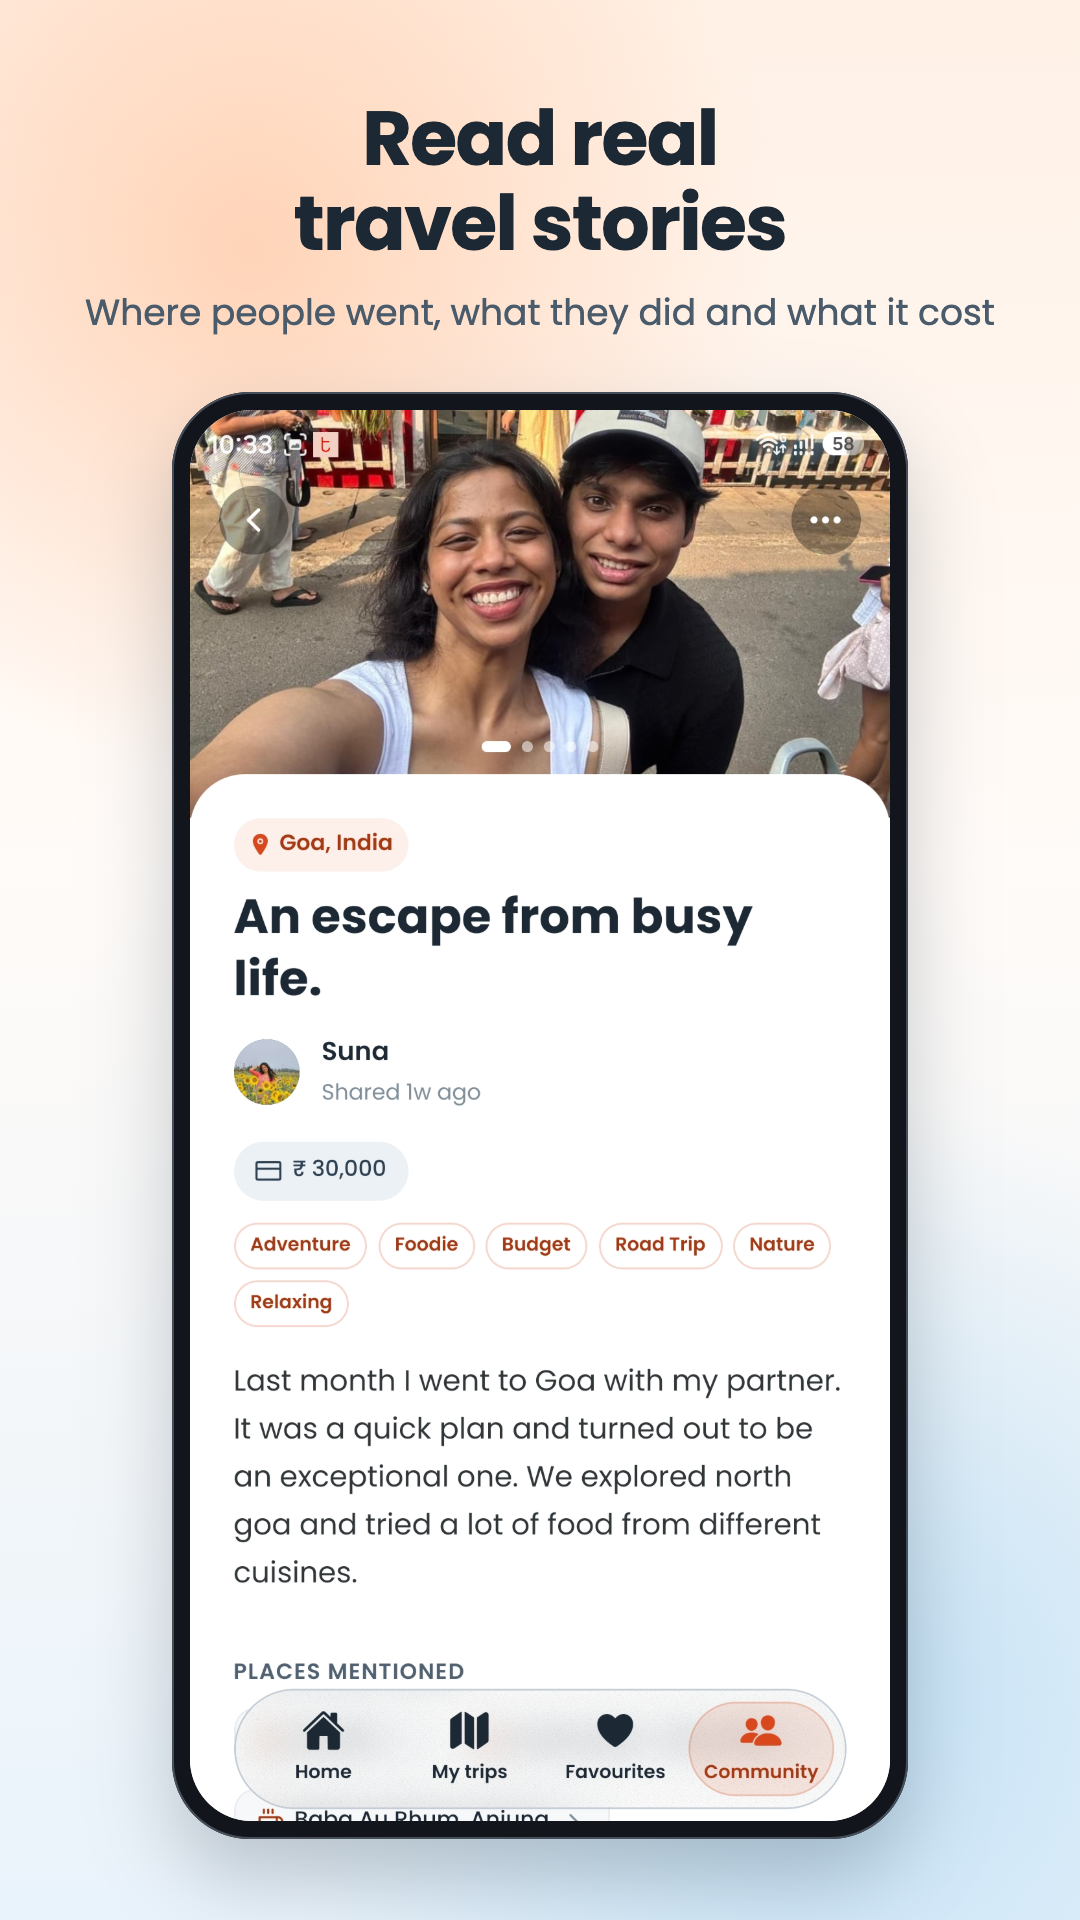 Read real
travel stories
Where people went, what they did and what it cost
10:33
58
Goa, India
An escape from busy
life.
Suna
Shared 1w ago
₹ 30,000
Adventure
Foodie
Budget
Road Trip
Nature
Relaxing
Last month I went to Goa with my partner.
It was a quick plan and turned out to be
an exceptional one. We explored north
goa and tried a lot of food from different
cuisines.
PLACES MENTIONED
Home
My trips
Favourites
Community
Baba Au Rhum, Anjuna